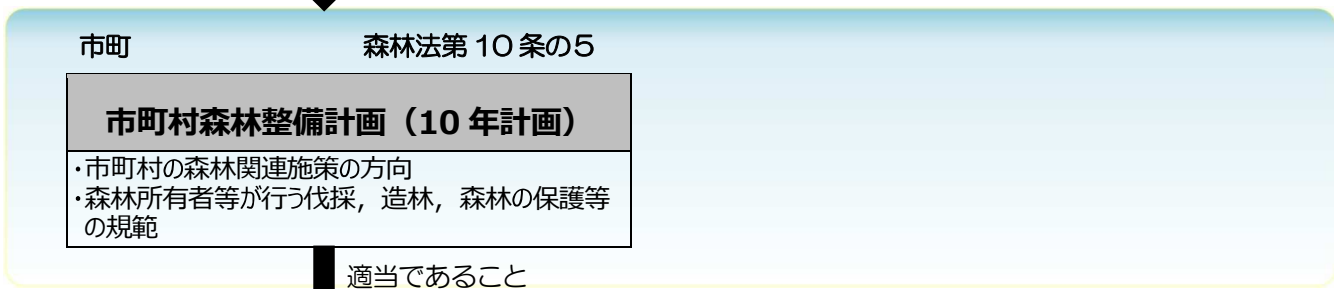 市町 森林法第10条の5
市町村森林整備計画（10年計画）
・市町村の森林関連施策の方向
・森林所有者等が行う伐採，造林，森林の保護等
の規範
適当であること